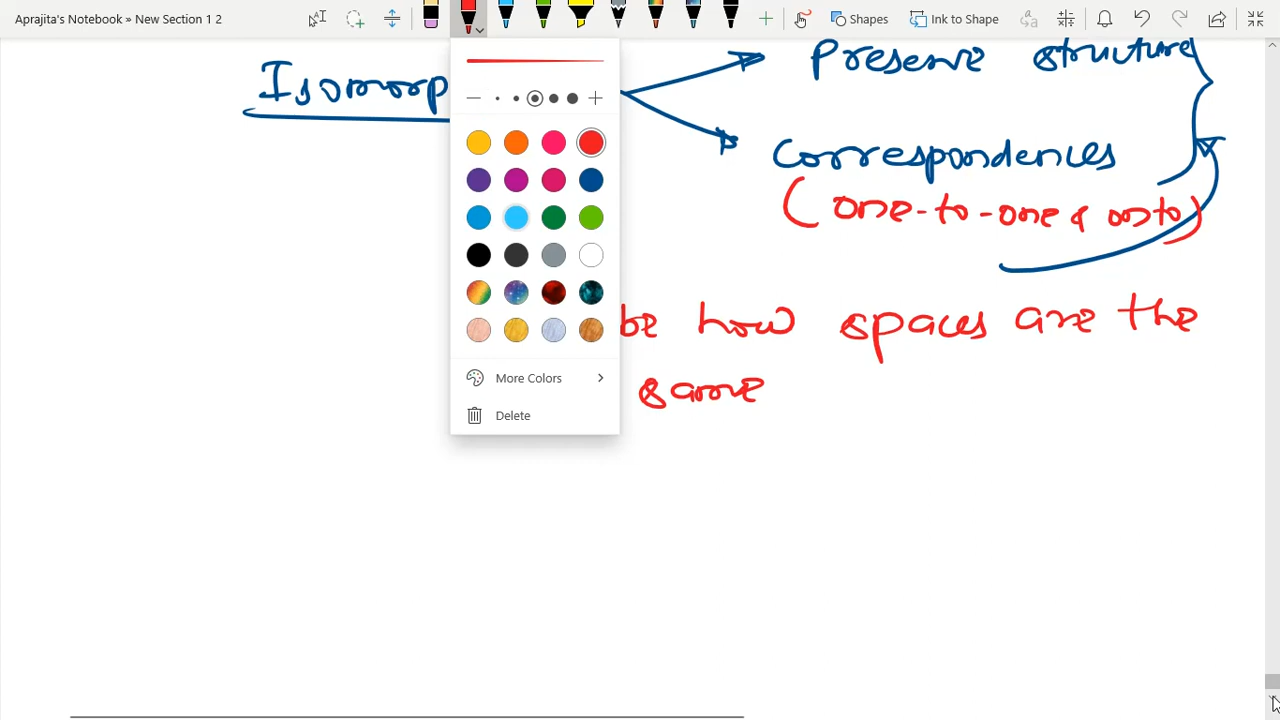 Aprajita's Notebook » New Section 1 2
Shapes
Ink to Shape
Preserve structure
Isomorp
Correspondences
(one-to-one & onto)
be how spaces are the
same
More Colors
Delete